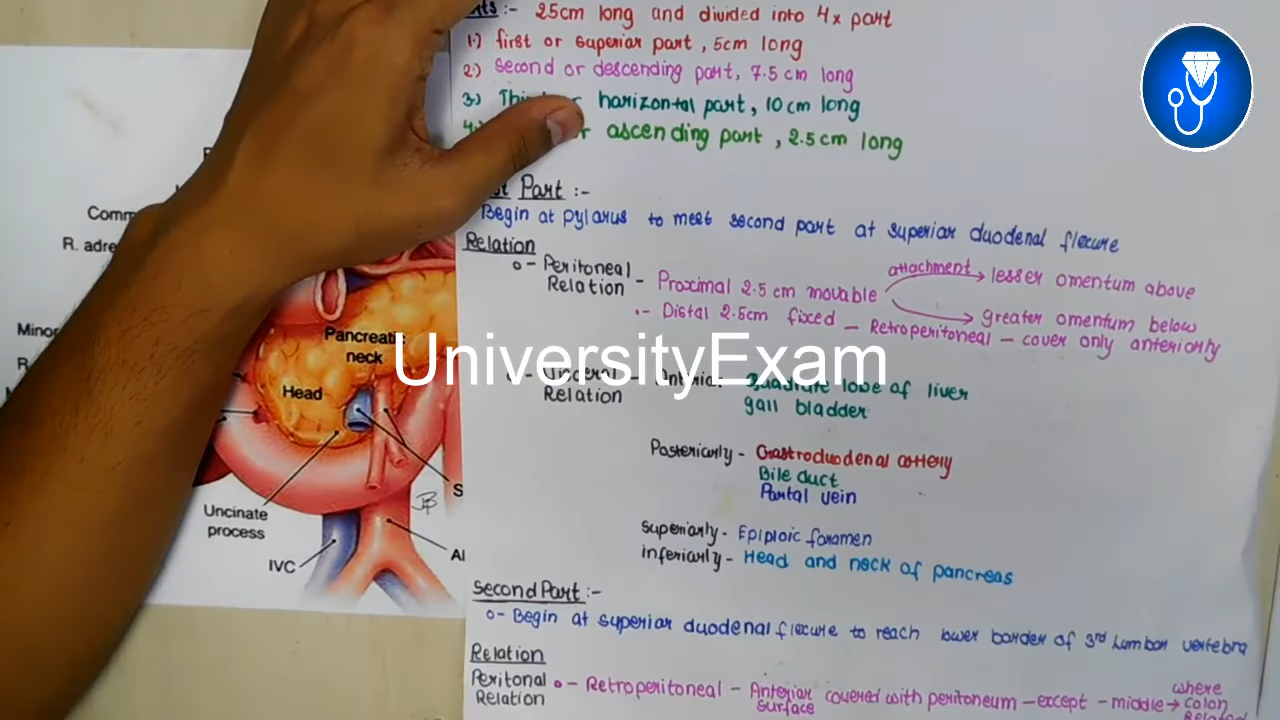 nts :- 25cm long and divided into 4x part
1.) first or superior part, 5cm long
2.) second or descending part, 7.5 cm long
3.) horizontal part, 10 cm long
ascending part, 2.5 cm long
Part :-
Begin at pylarus to meet second part at superior duodenal flexure
Relation
o- Peritoneal Relation - Proximal 2.5 cm movable
attachment → lesser omentum above
→ greater omentum below
.- Distal 2.5cm fixed - Retroperitoneal - cover only anteriorly
Relation
lobe of liver
gall bladder
Posteriorly - Gastroduodenal artery
Bile duct
Portal vein
superiorly - Epiploic foramen
inferiorly - Head and neck of pancreas
Second Part :-
o- Begin at superior duodenal flexure to reach lower border of 3rd Lumbar vertebra
Relation
Peritonal Relation o- Retroperitoneal - Anterior surface covered with peritoneum - except - middle → where colon
UniversityExam
Comm
R. adre
Minor
R
Pancreatic
neck
Head
Uncinate
process
IVC
S